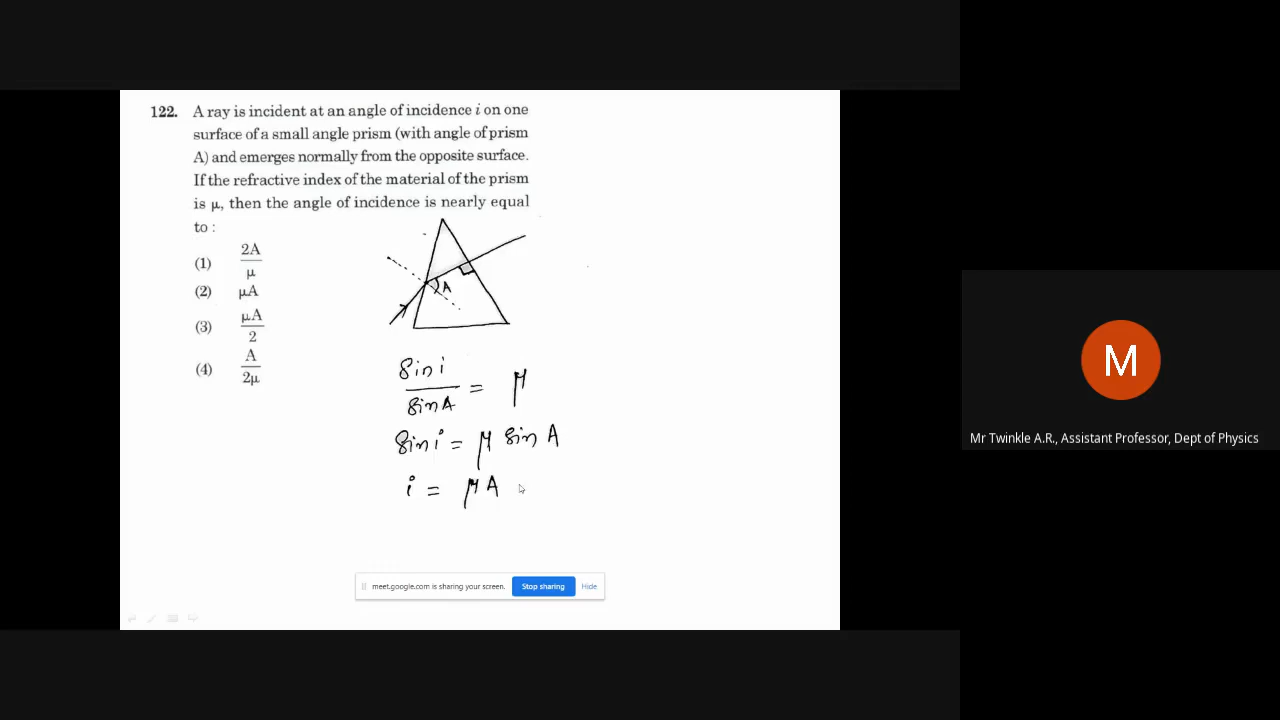 122. A ray is incident at an angle of incidence i on one
surface of a small angle prism (with angle of prism
A) and emerges normally from the opposite surface.
If the refractive index of the material of the prism
is μ, then the angle of incidence is nearly equal
to :
(1) 2A/μ
(2) μA
(3) μA/2
(4) A/2μ
A
sin i / sin A = μ
sin i = μ sin A
i = μA
meet.google.com is sharing your screen. Stop sharing Hide
M
Mr Twinkle A.R., Assistant Professor, Dept of Physics